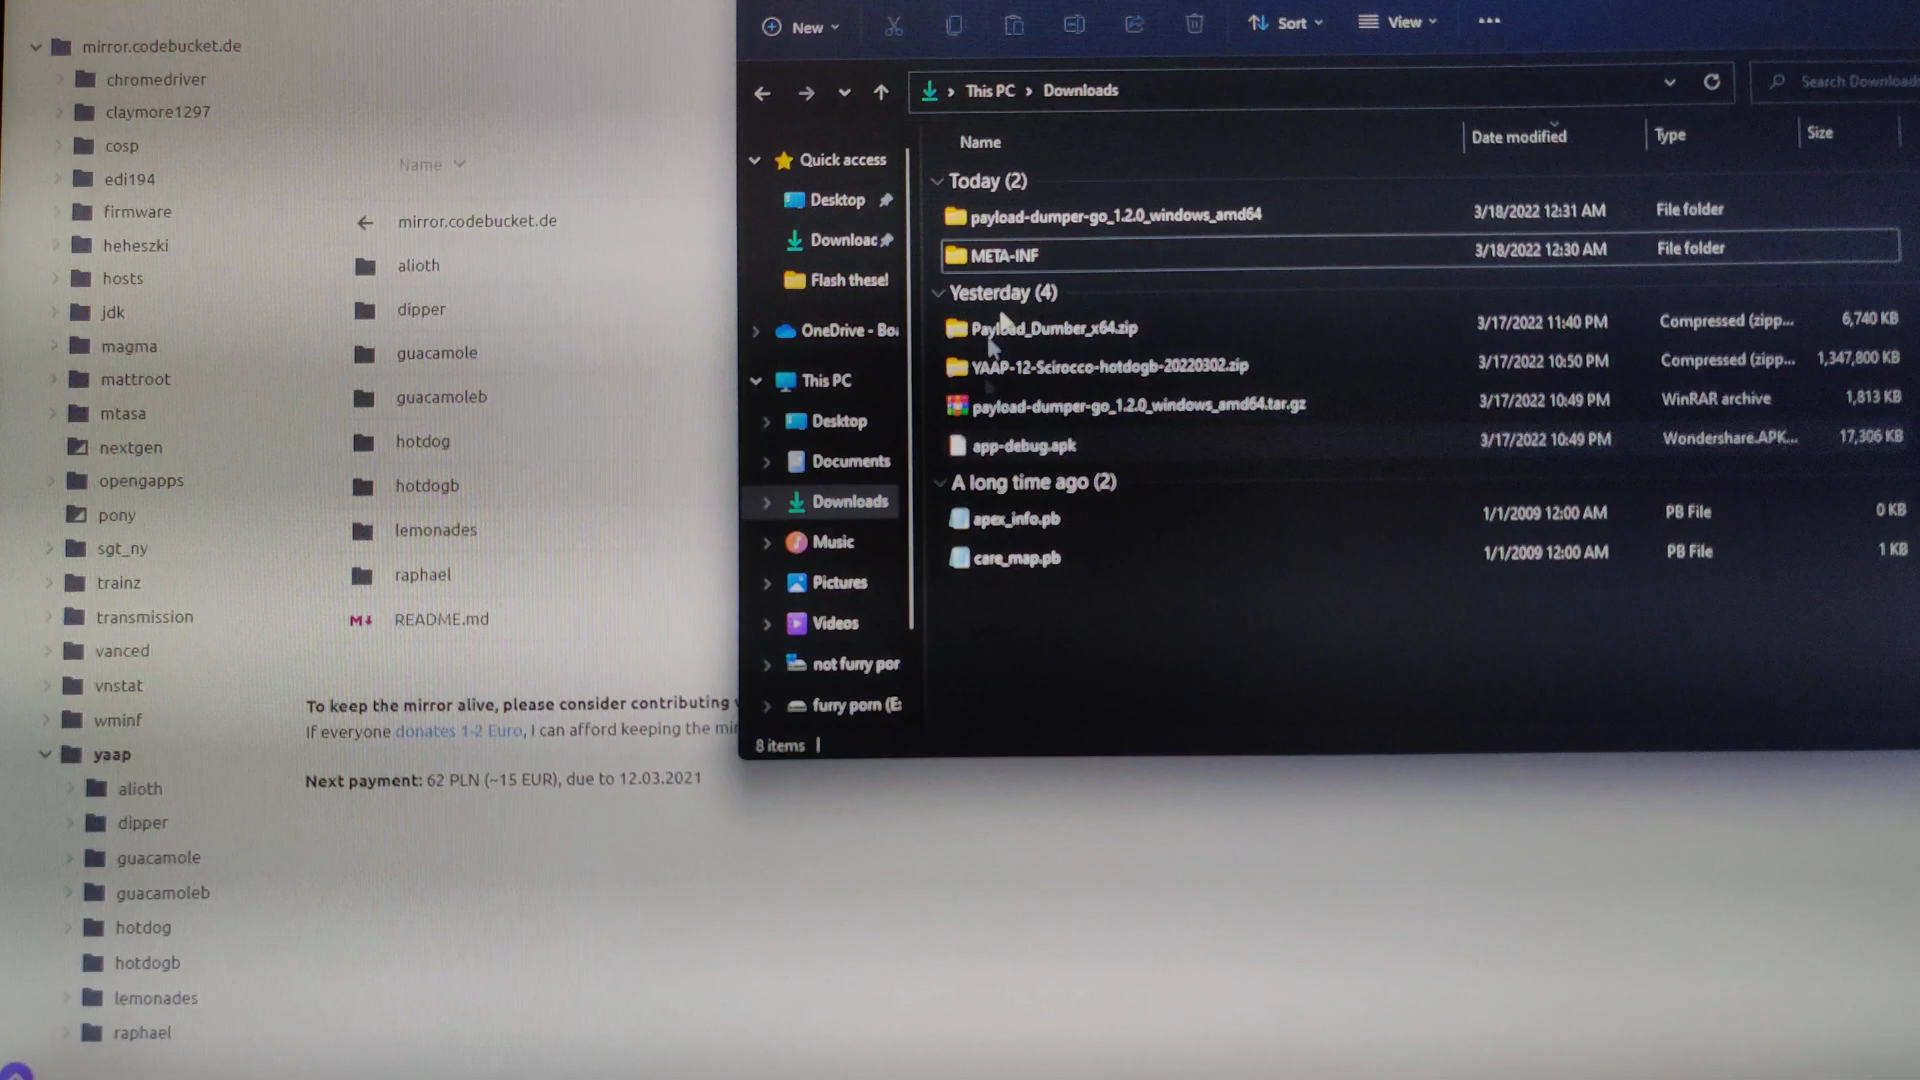 mirror.codebucket.de
chromedriver
claymore1297
cosp
edi194
firmware
heheszki
hosts
jdk
magma
mattroot
mtasa
nextgen
opengapps
pony
sgt_ny
trainz
transmission
vanced
vnstat
wminf
yaap
alioth
dipper
guacamole
guacamoleb
hotdog
hotdogb
lemonades
raphael
Name
mirror.codebucket.de
alioth
dipper
guacamole
guacamoleb
hotdog
hotdogb
lemonades
raphael
README.md
To keep the mirror alive, please consider contributing
If everyone donates 1-2 Euro, I can afford keeping the
Next payment: 62 PLN (~15 EUR), due to 12.03.2021
New Sort View
This PC > Downloads Search Downloads
Quick access
Desktop
Downloac
Flash these!
OneDrive - Boa
This PC
Desktop
Documents
Downloads
Music
Pictures
Videos
not furry por
furry porn (E:
Name Date modified Type Size
Today (2)
payload-dumper-go_1.2.0_windows_amd64 3/18/2022 12:31 AM File folder
META-INF 3/18/2022 12:30 AM File folder
Yesterday (4)
Payload_Dumber_x64.zip 3/17/2022 11:40 PM Compressed (zipp... 6,740 KB
YAAP-12-Scirocco-hotdogb-20220302.zip 3/17/2022 10:50 PM Compressed (zipp... 1,347,800 KB
payload-dumper-go_1.2.0_windows_amd64.tar.gz 3/17/2022 10:49 PM WinRAR archive 1,813 KB
app-debug.apk 3/17/2022 10:49 PM Wondershare.APK... 17,306 KB
A long time ago (2)
apex_info.pb 1/1/2009 12:00 AM PB File 0 KB
care_map.pb 1/1/2009 12:00 AM PB File 1 KB
8 items